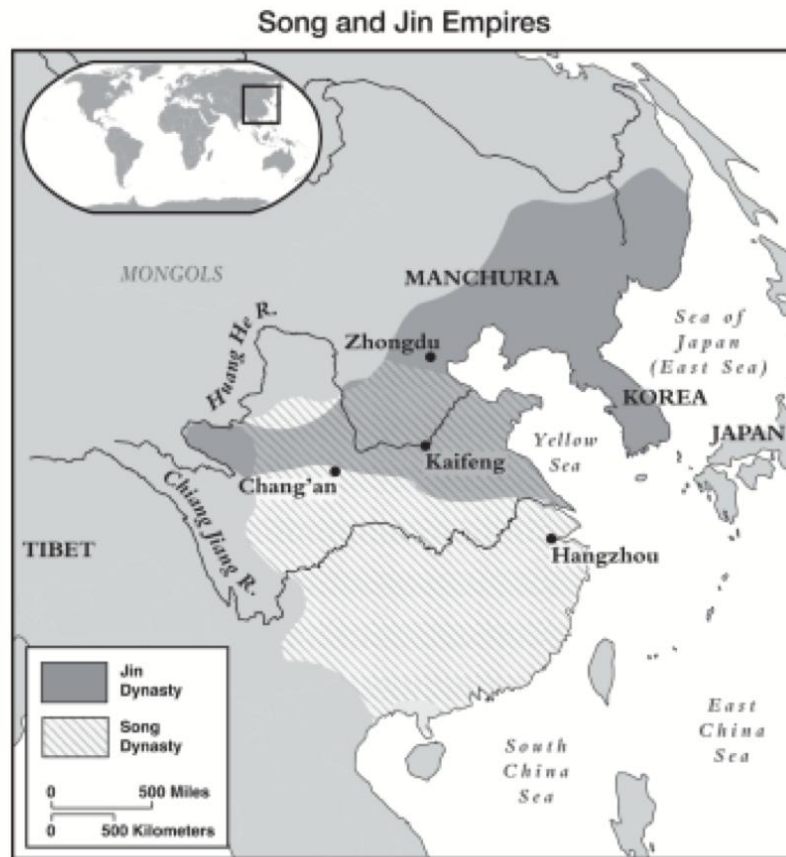 Song and Jin Empires
MONGOLS
MANCHURIA
Huang He R.
Zhongdu
Sea of
Japan
(East Sea)
KOREA
JAPAN
Yellow
Sea
Kaifeng
Chang'an
Chiang Jiang R.
TIBET
Hangzhou
Jin
Dynasty
Song
Dynasty
0 500 Miles
0 500 Kilometers
East
China
Sea
South
China
Sea